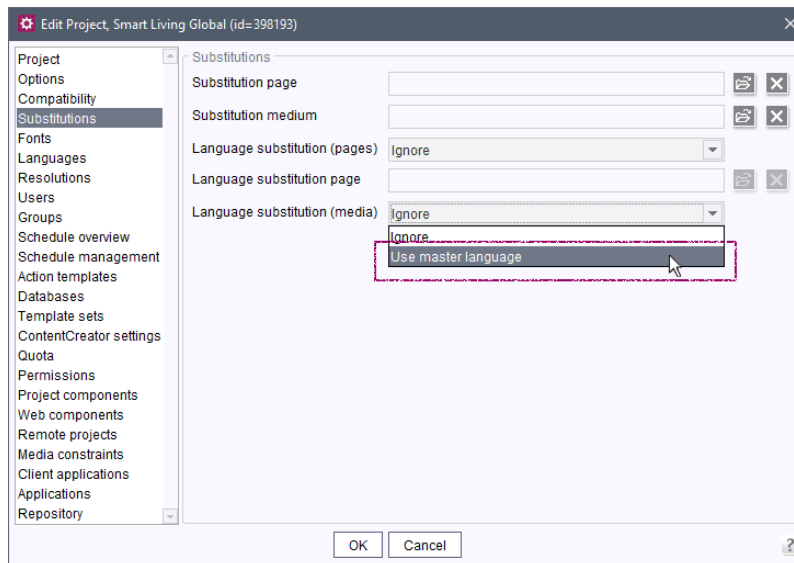 Edit Project, Smart Living Global (id=398193)
Project
Options
Compatibility
Substitutions
Fonts
Languages
Resolutions
Users
Groups
Schedule overview
Schedule management
Action templates
Databases
Template sets
ContentCreator settings
Quota
Permissions
Project components
Web components
Remote projects
Media constraints
Client applications
Applications
Repository
Substitutions
Substitution page
Substitution medium
Language substitution (pages) Ignore
Language substitution page
Language substitution (media) Ignore
Ignore
Use master language
OK Cancel
?